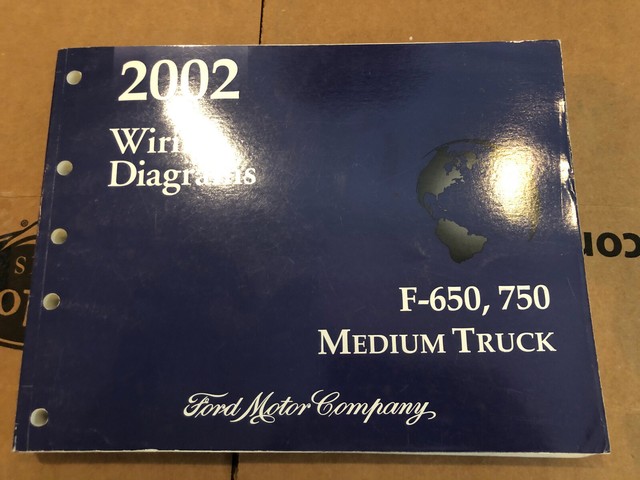 2002
Wiring
Diagrams
F-650, 750
MEDIUM TRUCK
Ford Motor Company